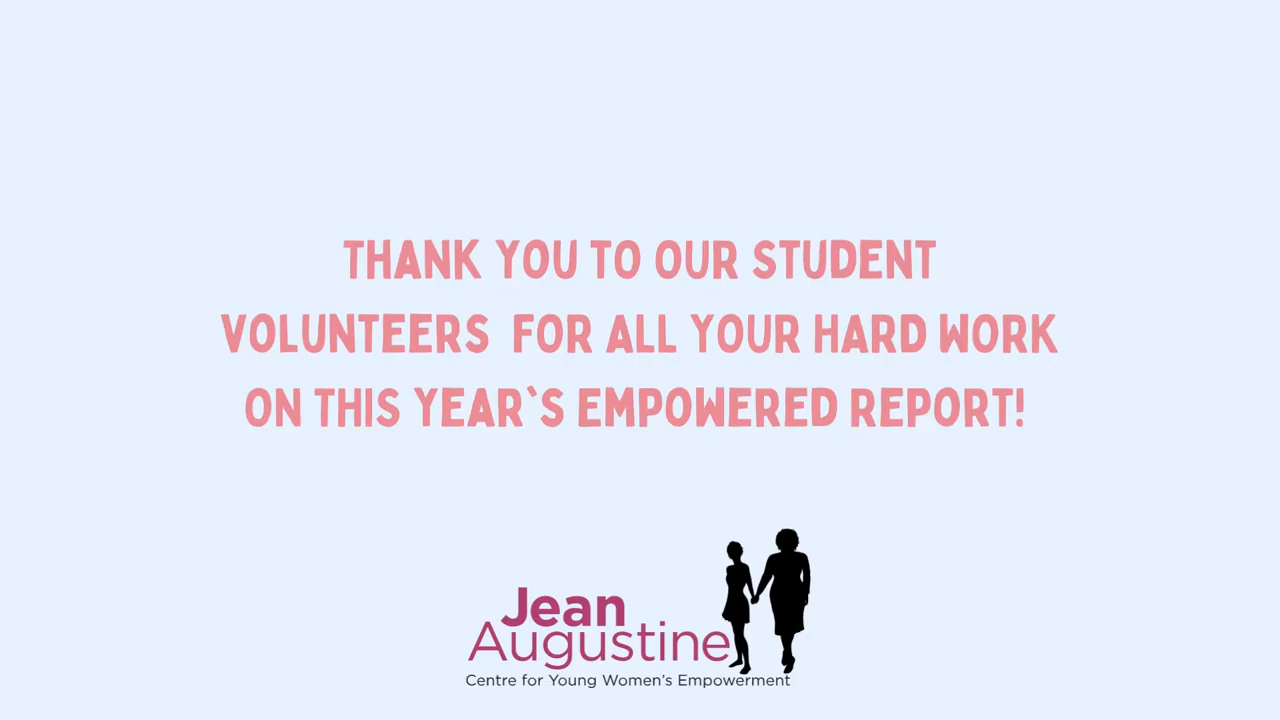 THANK YOU TO OUR STUDENT
VOLUNTEERS FOR ALL YOUR HARD WORK
ON THIS YEAR`S EMPOWERED REPORT!
Jean
Augustine
Centre for Young Women's Empowerment